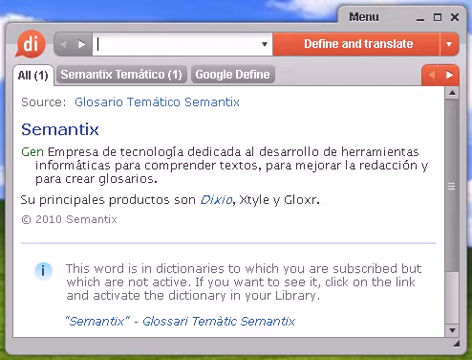 Menu
di
Define and translate
All (1)
Semantix Temático (1)
Google Define
Source: Glosario Temático Semantix
Semantix
Gen Empresa de tecnología dedicada al desarrollo de herramientas
informáticas para comprender textos, para mejorar la redacción y
para crear glosarios.
Su principales productos son Dixio, Xtyle y Gloxr.
© 2010 Semantix
i
This word is in dictionaries to which you are subscribed but
which are not active. If you want to see it, click on the link
and activate the dictionary in your Library.
"Semantix" - Glossari Temàtic Semantix